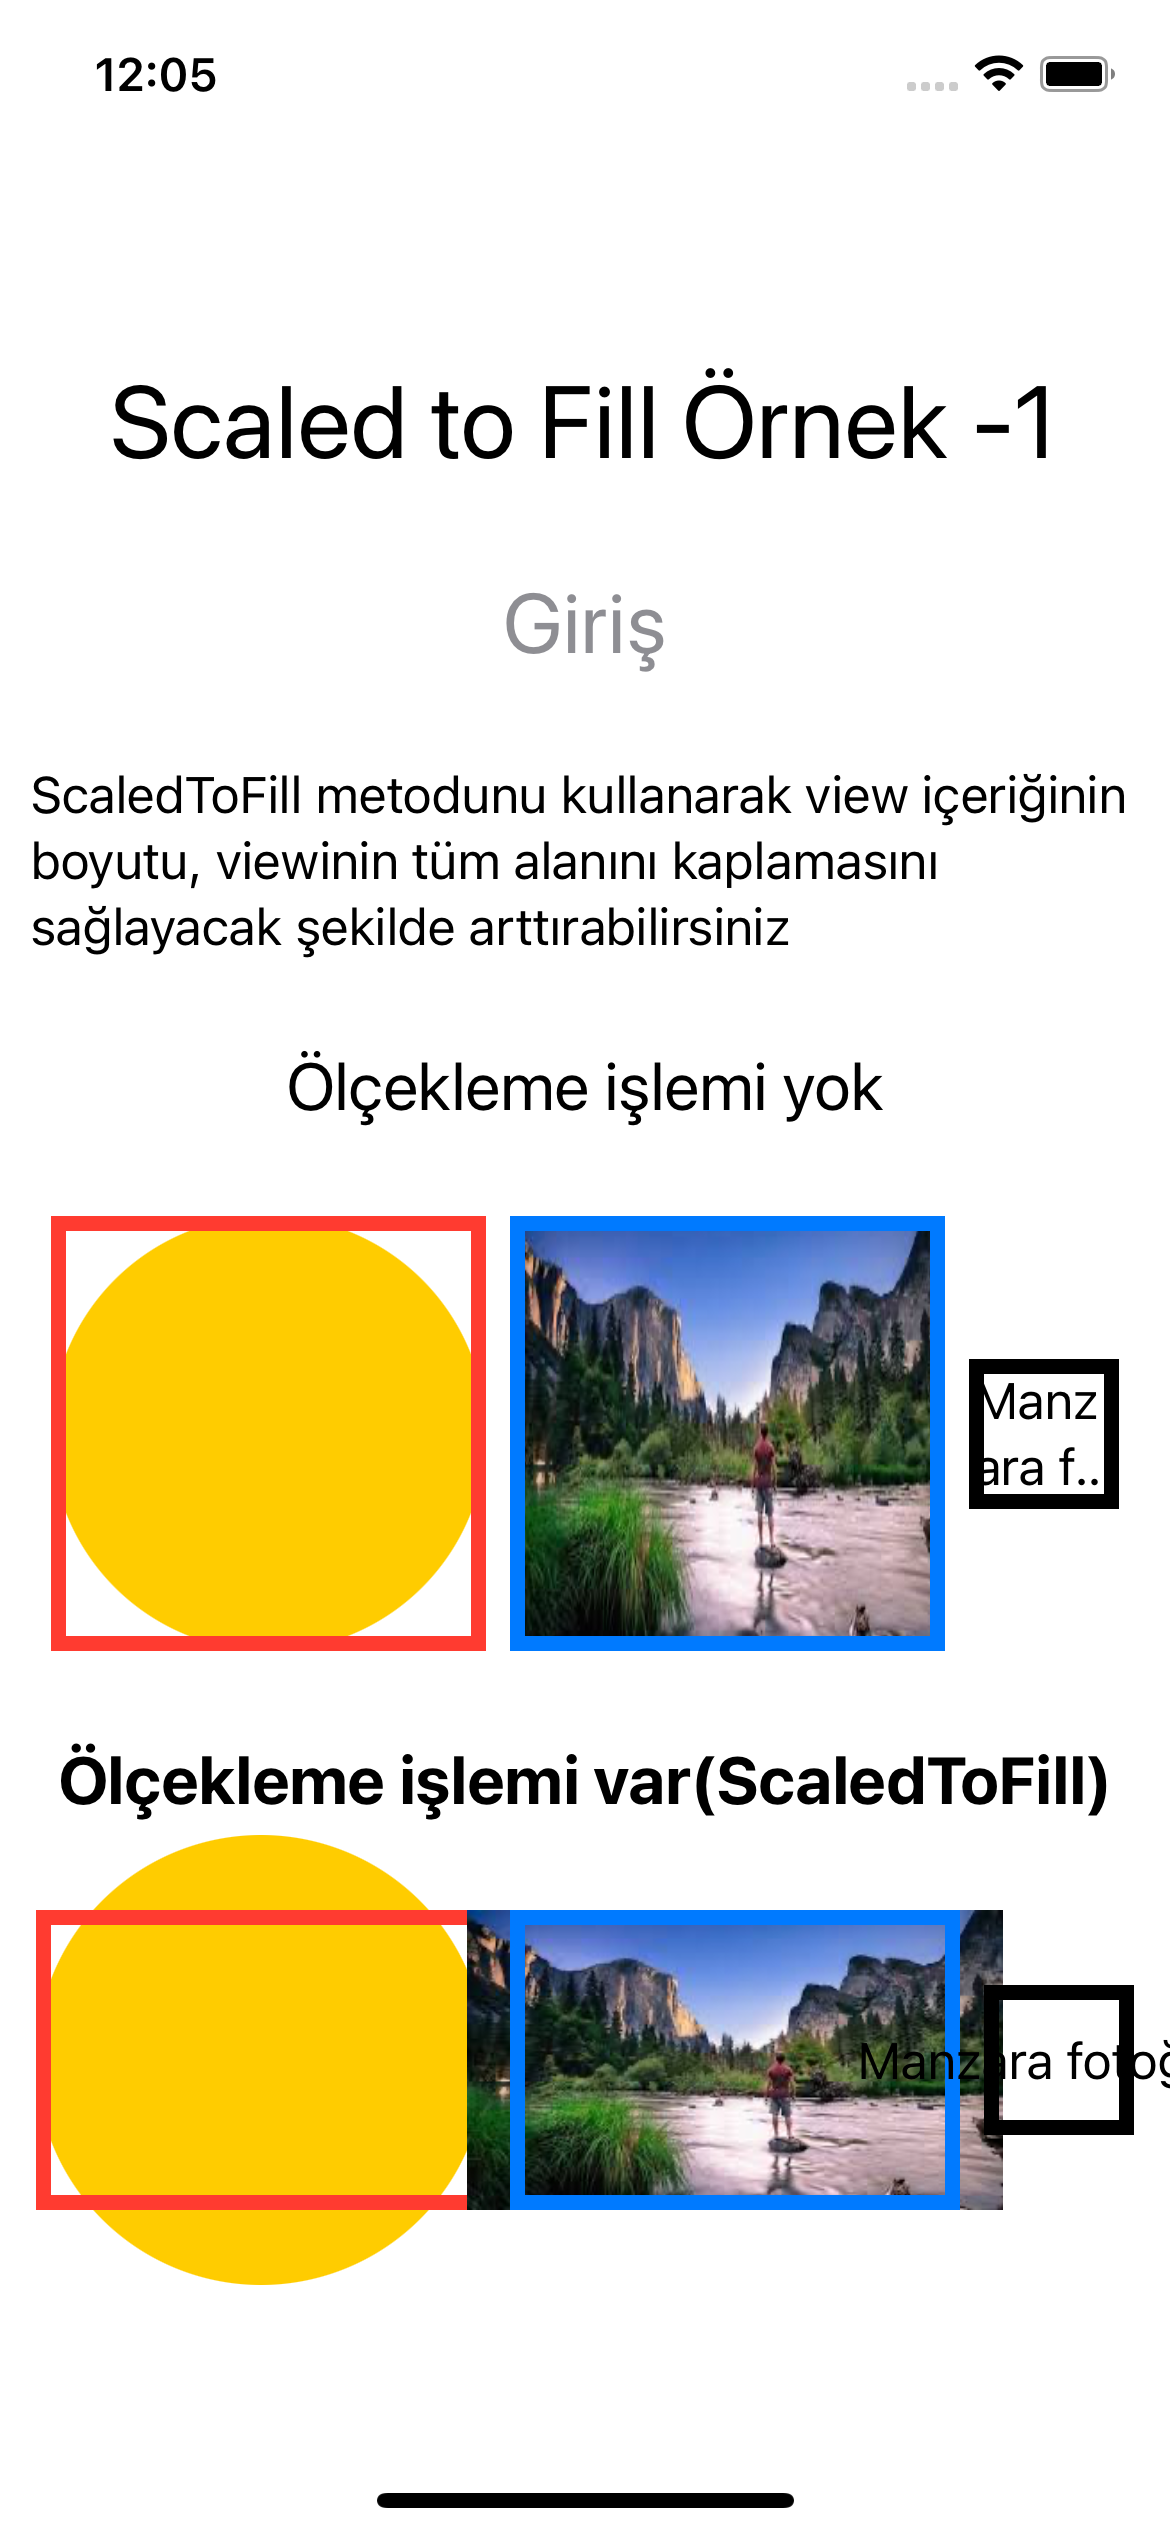 12:05
Scaled to Fill Örnek -1
Giriş
ScaledToFill metodunu kullanarak view içeriğinin
boyutu, viewinin tüm alanını kaplamasını
sağlayacak şekilde arttırabilirsiniz
Ölçekleme işlemi yok
Manz
ara f..
Ölçekleme işlemi var(ScaledToFill)
Manzara fotoğ